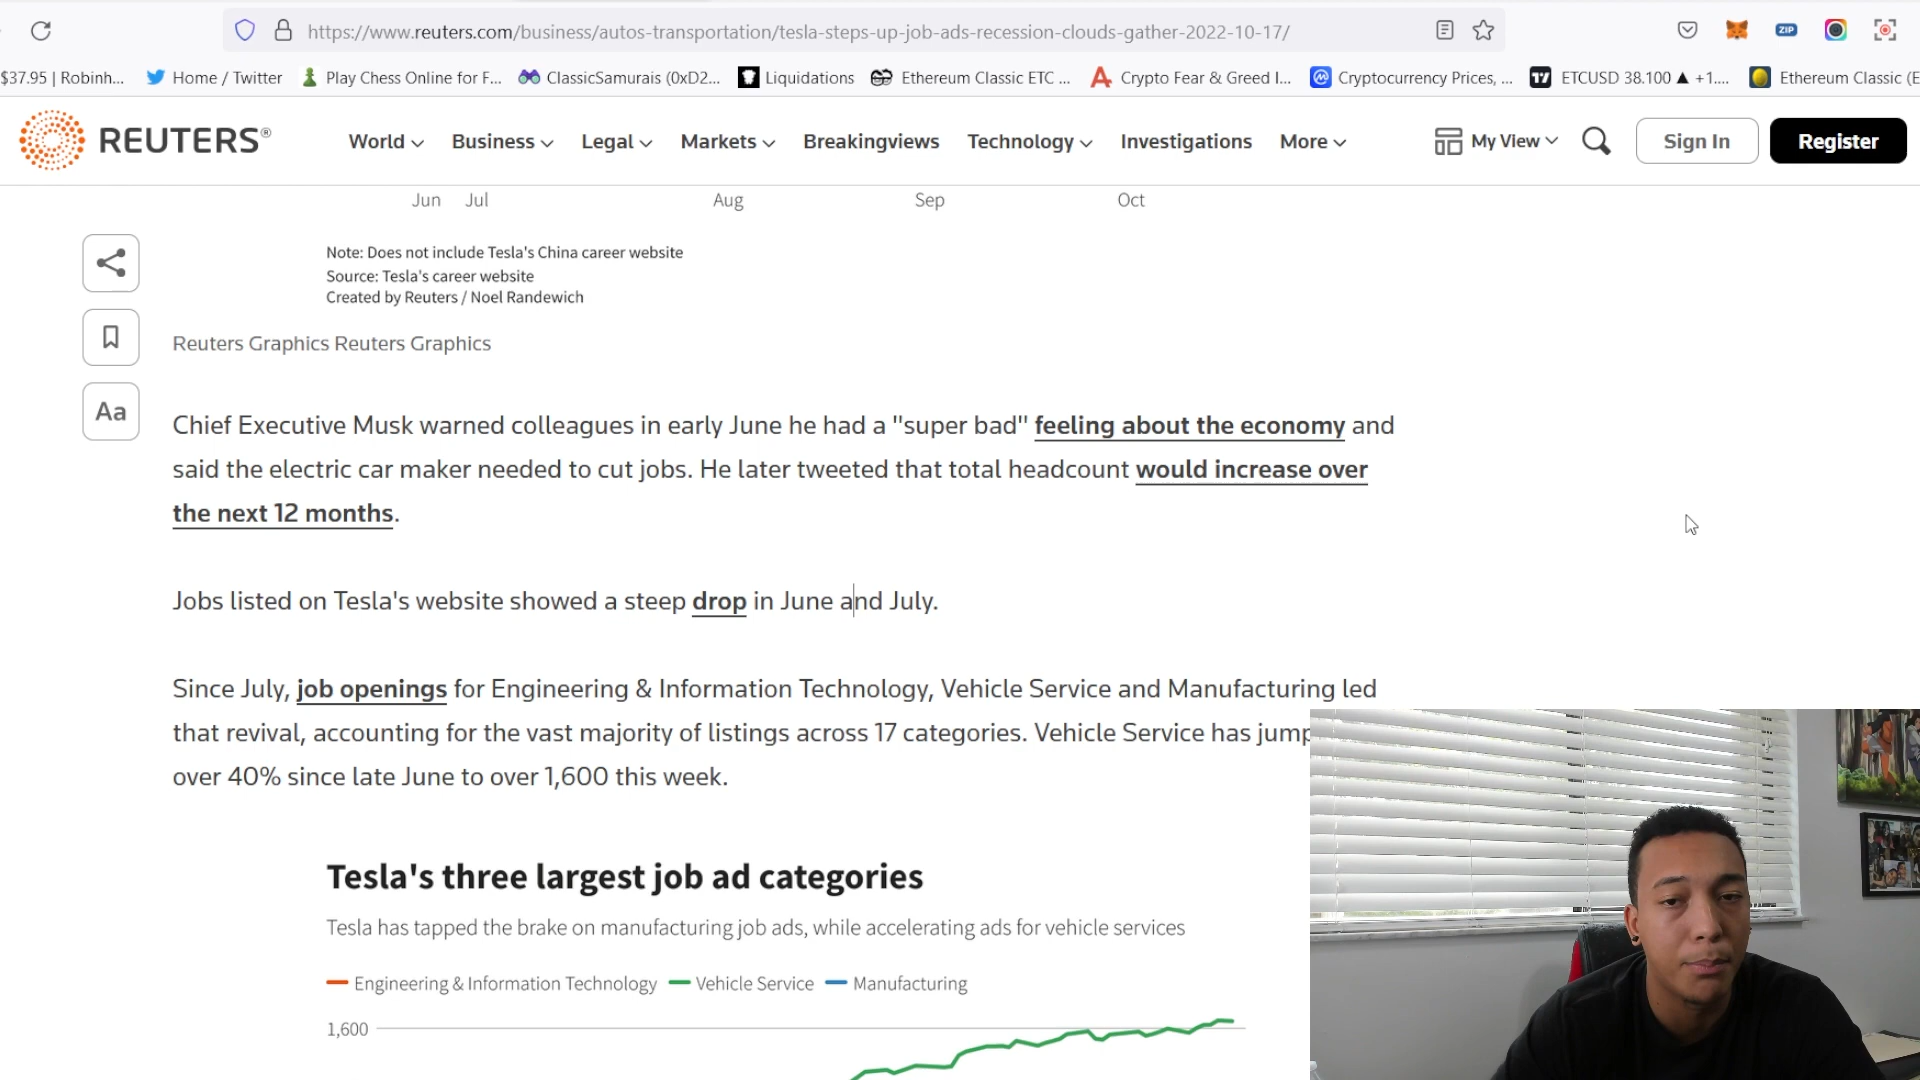 https://www.reuters.com/business/autos-transportation/tesla-steps-up-job-ads-recession-clouds-gather-2022-10-17/
ZIP
$37.95 | Robinh... Home / Twitter Play Chess Online for F... ClassicSamurais (0xD2... Liquidations Ethereum Classic ETC ... Crypto Fear & Greed I... Cryptocurrency Prices, ... ETCUSD 38.100 ▲ +1.... Ethereum Classic (E
REUTERS® World Business Legal Markets Breakingviews Technology Investigations More My View Sign In Register
Jun Jul Aug Sep Oct
Note: Does not include Tesla's China career website
Source: Tesla's career website
Created by Reuters / Noel Randewich
Reuters Graphics Reuters Graphics
Aa
Chief Executive Musk warned colleagues in early June he had a "super bad" feeling about the economy and
said the electric car maker needed to cut jobs. He later tweeted that total headcount would increase over
the next 12 months.
Jobs listed on Tesla's website showed a steep drop in June and July.
Since July, job openings for Engineering & Information Technology, Vehicle Service and Manufacturing led
that revival, accounting for the vast majority of listings across 17 categories. Vehicle Service has jump
over 40% since late June to over 1,600 this week.
Tesla's three largest job ad categories
Tesla has tapped the brake on manufacturing job ads, while accelerating ads for vehicle services
Engineering & Information Technology Vehicle Service Manufacturing
1,600